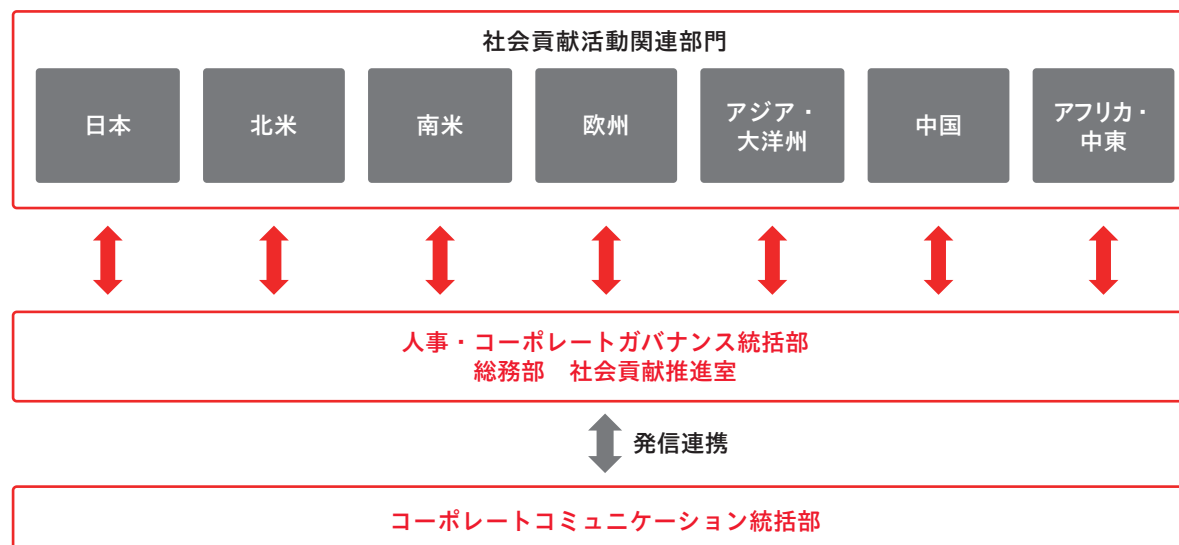 社会貢献活動関連部門
日本
北米
南米
欧州
アジア・
大洋州
中国
アフリカ・
中東
人事・コーポレートガバナンス統括部
総務部　社会貢献推進室
発信連携
コーポレートコミュニケーション統括部